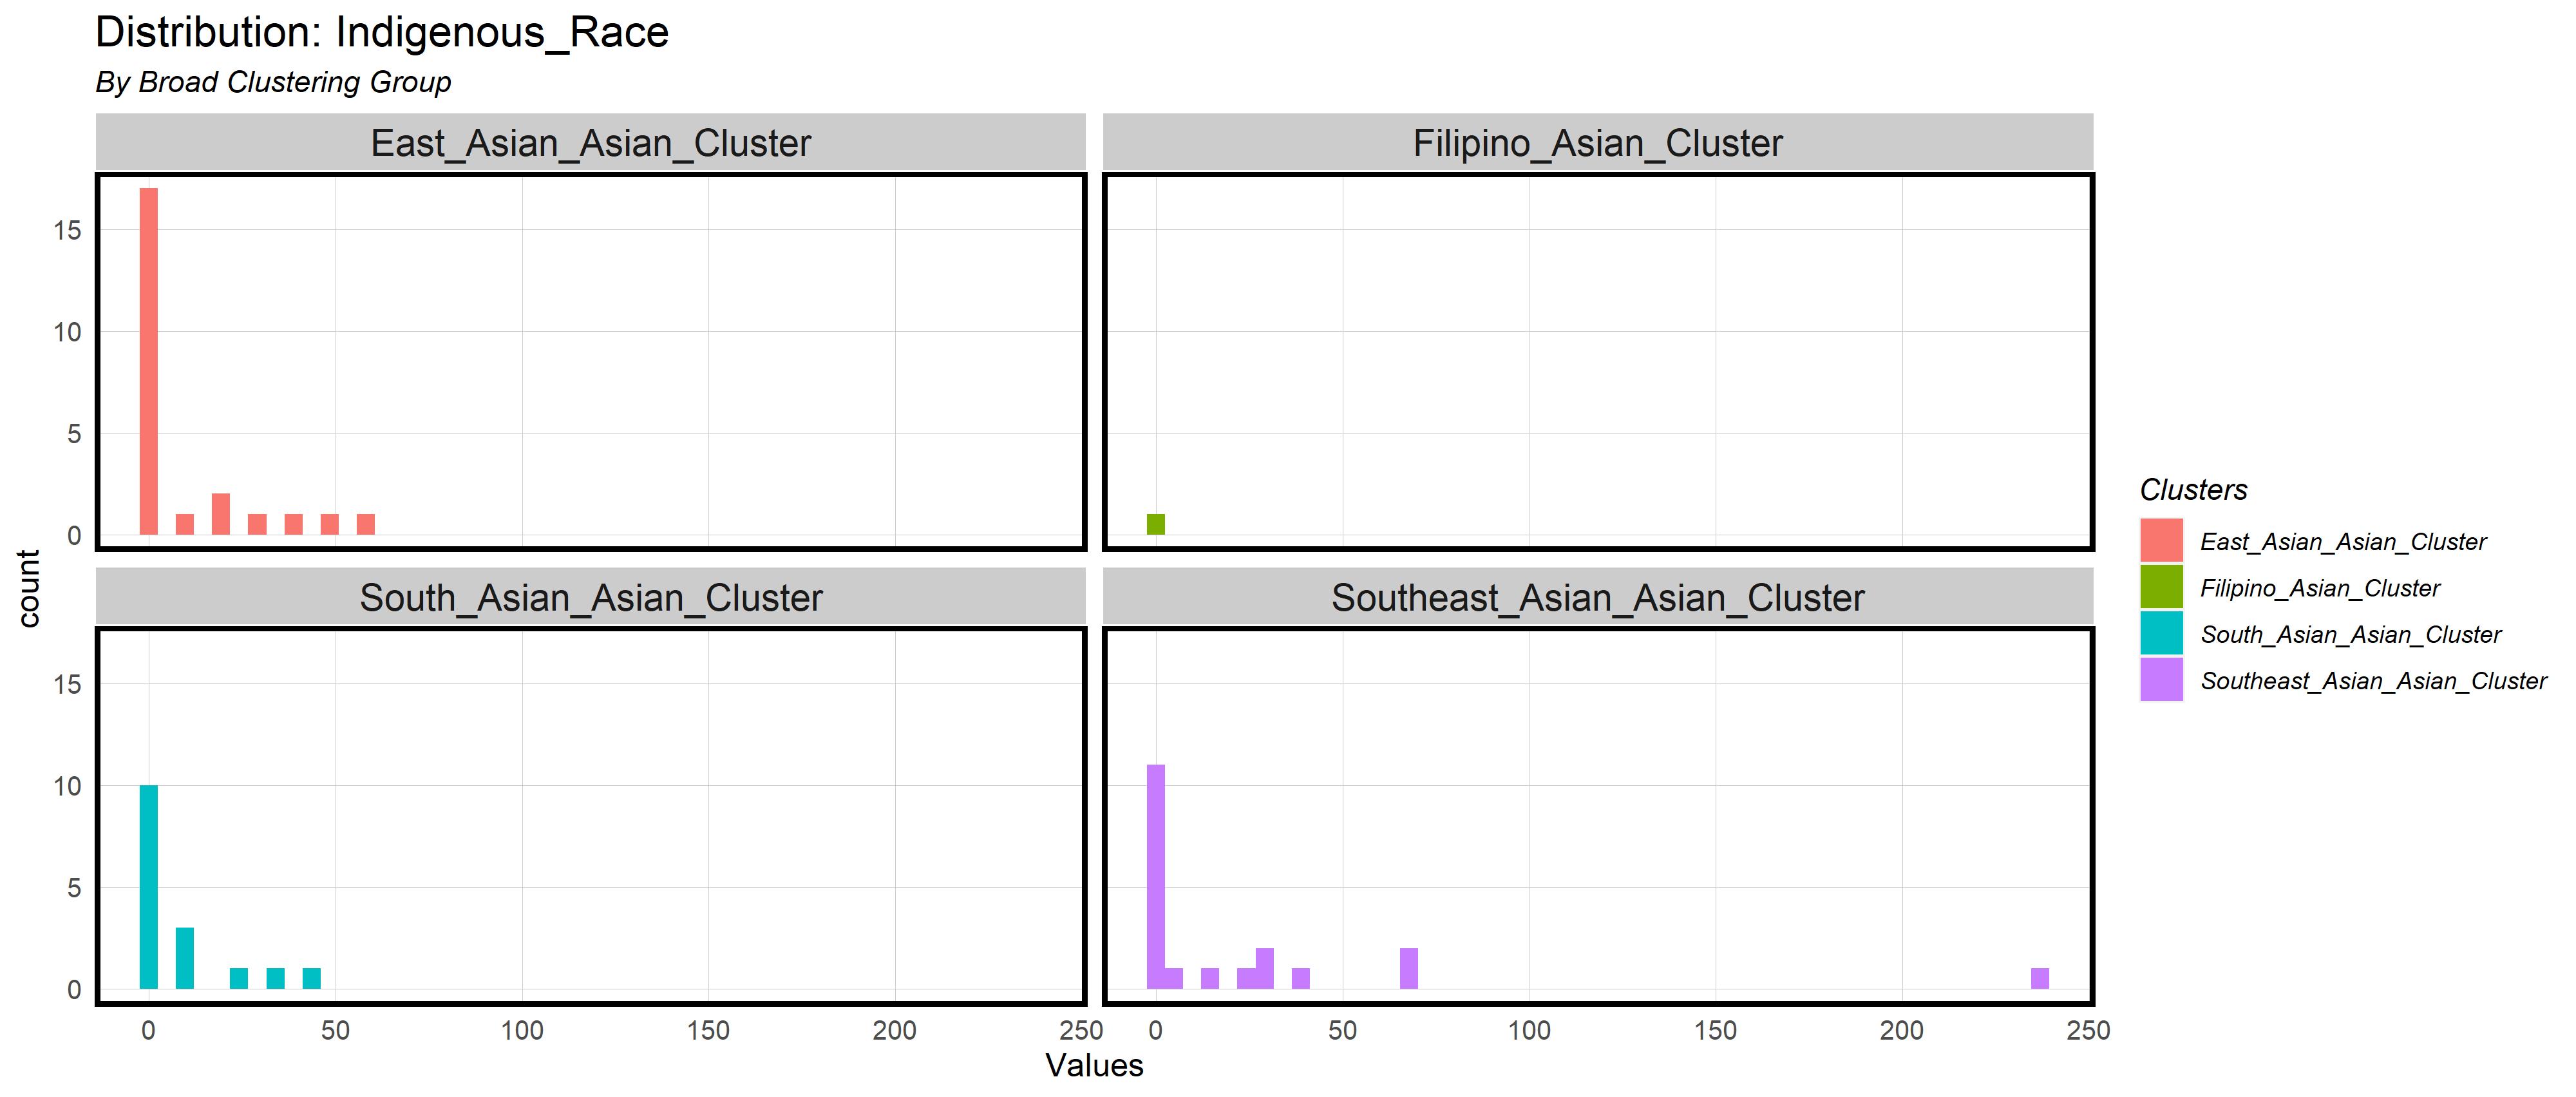 Distribution: Indigenous_Race
By Broad Clustering Group
East_Asian_Asian_Cluster
Filipino_Asian_Cluster
15
10
5
0
South_Asian_Asian_Cluster
Southeast_Asian_Asian_Cluster
15
10
5
0
0 50 100 150 200 250
0 50 100 150 200 250
count
Values
Clusters
East_Asian_Asian_Cluster
Filipino_Asian_Cluster
South_Asian_Asian_Cluster
Southeast_Asian_Asian_Cluster